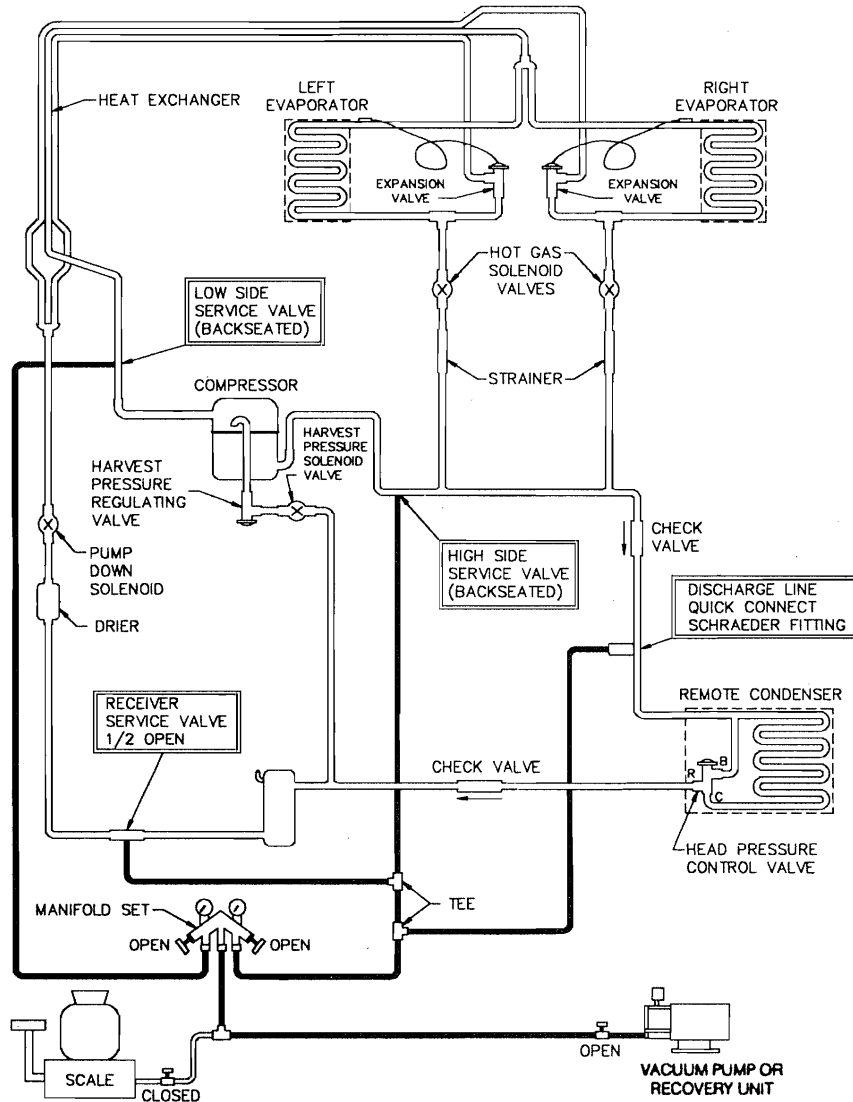 LEFT
EVAPORATOR
RIGHT
EVAPORATOR
HEAT EXCHANGER
EXPANSION
VALVE
EXPANSION
VALVE
HOT GAS
SOLENOID
VALVES
LOW SIDE
SERVICE VALVE
(BACKSEATED)
STRAINER
COMPRESSOR
HARVEST
PRESSURE
SOLENOID
VALVE
HARVEST
PRESSURE
REGULATING
VALVE
CHECK
VALVE
PUMP
DOWN
SOLENOID
HIGH SIDE
SERVICE VALVE
(BACKSEATED)
DISCHARGE LINE
QUICK CONNECT
SCHRAEDER FITTING
DRIER
RECEIVER
SERVICE VALVE
1/2 OPEN
REMOTE CONDENSER
CHECK VALVE
B
R
C
HEAD PRESSURE
CONTROL VALVE
MANIFOLD SET
TEE
OPEN
OPEN
SCALE
CLOSED
OPEN
VACUUM PUMP OR
RECOVERY UNIT